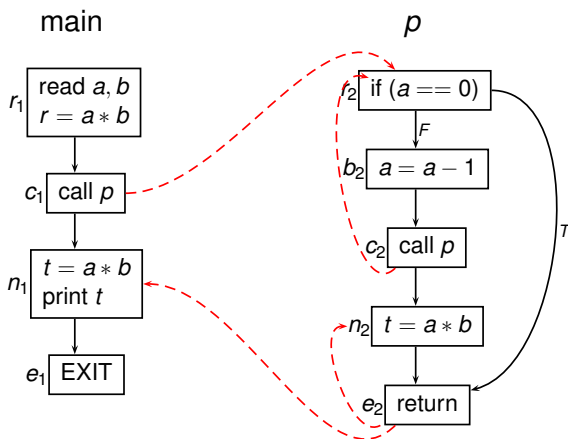 main
r1
read a, b
r = a ∗ b
c1
call p
n1
t = a ∗ b
print t
e1
EXIT
p
r2
if (a == 0)
F
b2
a = a − 1
T
c2
call p
n2
t = a ∗ b
e2
return